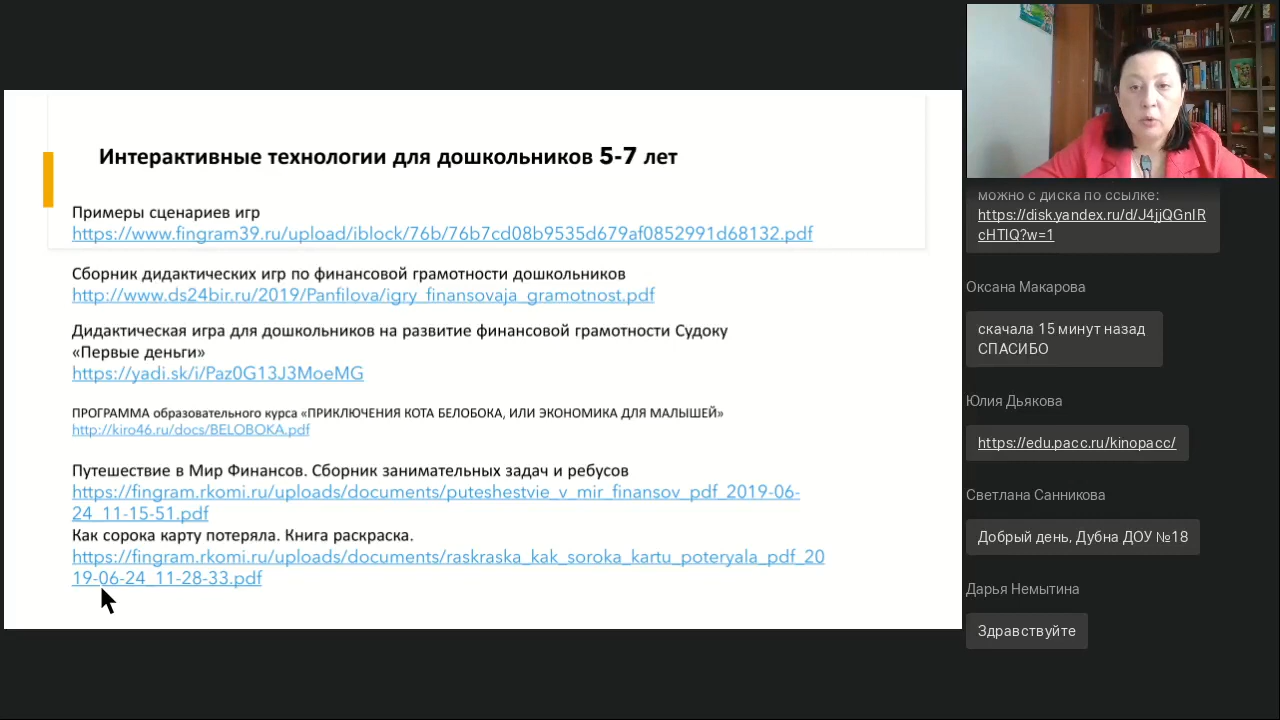 Интерактивные технологии для дошкольников 5-7 лет
Примеры сценариев игр
https://www.fingram39.ru/upload/iblock/76b/76b7cd08b9535d679af0852991d68132.pdf
Сборник дидактических игр по финансовой грамотности дошкольников
http://www.ds24bir.ru/2019/Panfilova/igry_finansovaja_gramotnost.pdf
Дидактическая игра для дошкольников на развитие финансовой грамотности Судоку
«Первые деньги»
https://yadi.sk/i/Paz0G13J3MoeMG
ПРОГРАММА образовательного курса «ПРИКЛЮЧЕНИЯ КОТА БЕЛОБОКА, ИЛИ ЭКОНОМИКА ДЛЯ МАЛЫШЕЙ»
http://kiro46.ru/docs/BELOBOKA.pdf
Путешествие в Мир Финансов. Сборник занимательных задач и ребусов
https://fingram.rkomi.ru/uploads/documents/puteshestvie_v_mir_finansov_pdf_2019-06-
24_11-15-51.pdf
Как сорока карту потеряла. Книга раскраска.
https://fingram.rkomi.ru/uploads/documents/raskraska_kak_soroka_kartu_poteryala_pdf_20
19-06-24_11-28-33.pdf
можно с диска по ссылке:
https://disk.yandex.ru/d/J4jjQGnIR
cHTIQ?w=1
Оксана Макарова
скачала 15 минут назад
СПАСИБО
Юлия Дьякова
https://edu.pacc.ru/kinopacc/
Светлана Санникова
Добрый день, Дубна ДОУ №18
Дарья Немытина
Здравствуйте